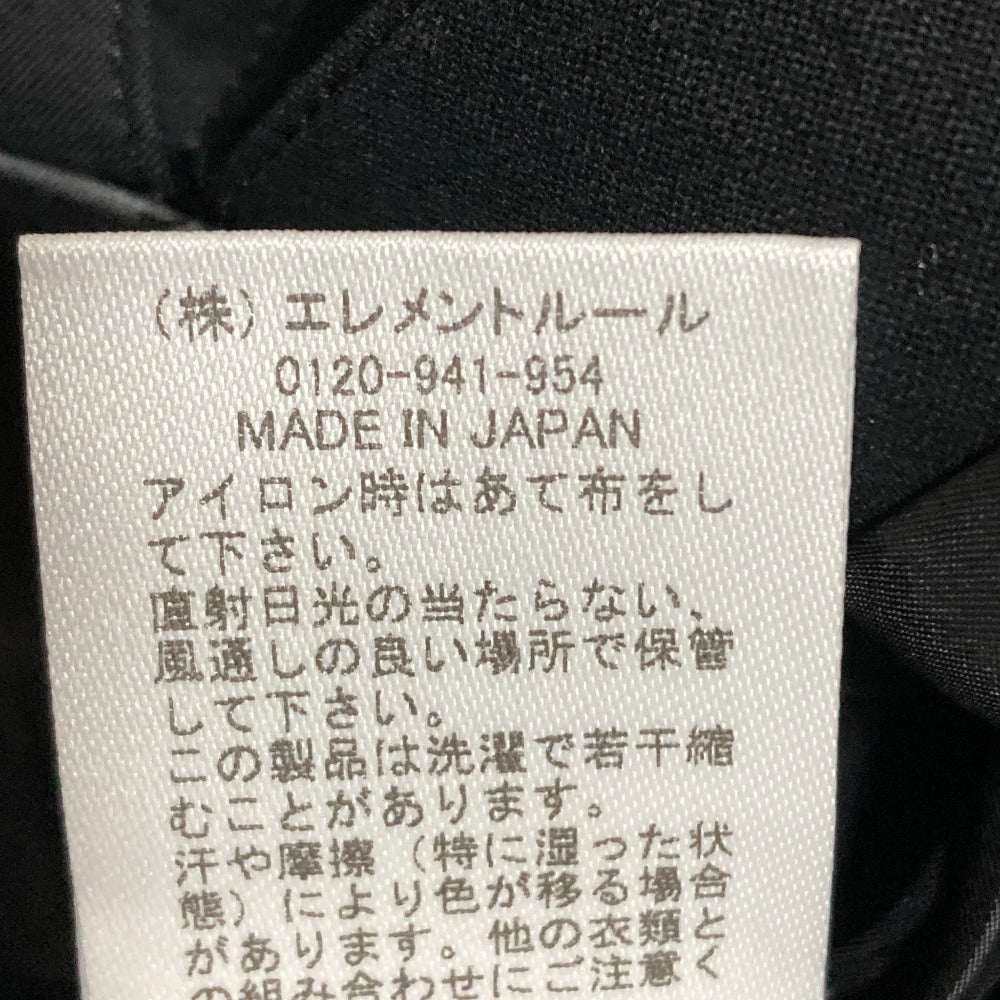 （株）エレメントルール
0120-941-954
MADE IN JAPAN
アイロン時はあて布をし
て下さい。
直射日光の当たらない、
風通しの良い場所で保管
して下さい。
この製品は洗濯で若干縮
むことがあります。
汗や摩擦（特に湿った状
態）により色が移る場合
があります。他の衣類と
の組み合わせにご注意く